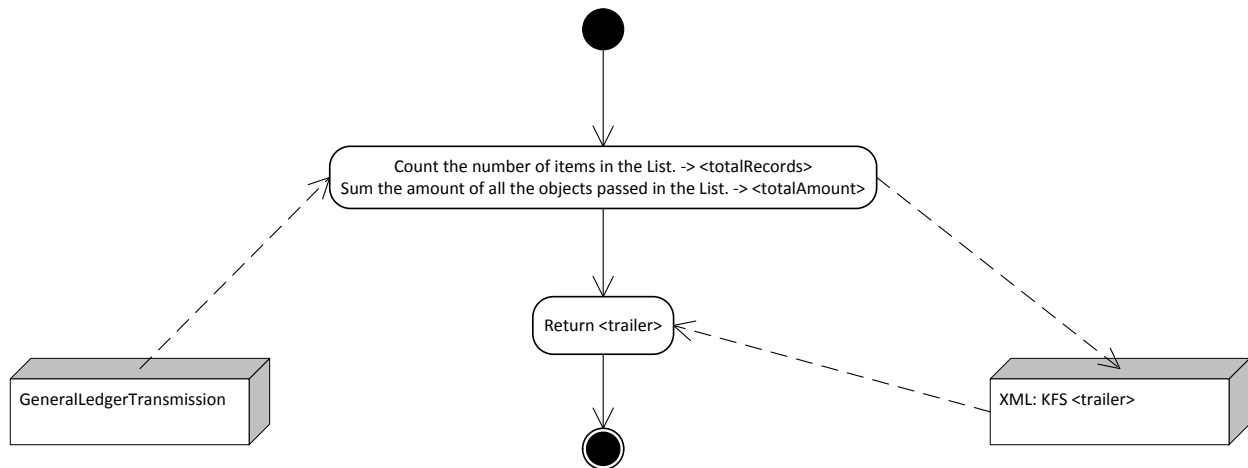 Count the number of items in the List. -> <totalRecords>
Sum the amount of all the objects passed in the List. -> <totalAmount>
Return <trailer>
GeneralLedgerTransmission
XML: KFS <trailer>